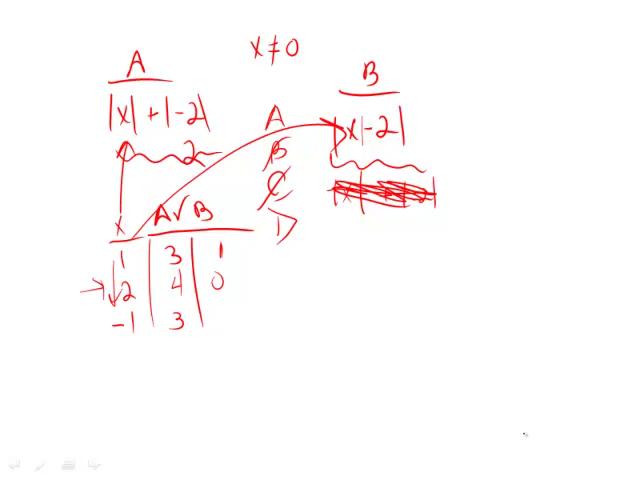 x ≠ 0
A
B
|x| + |-2|
|x|-2|
x 2
A
B
C
D
x A ✓ B
1 3 1
→ 2 4 0
-1 3